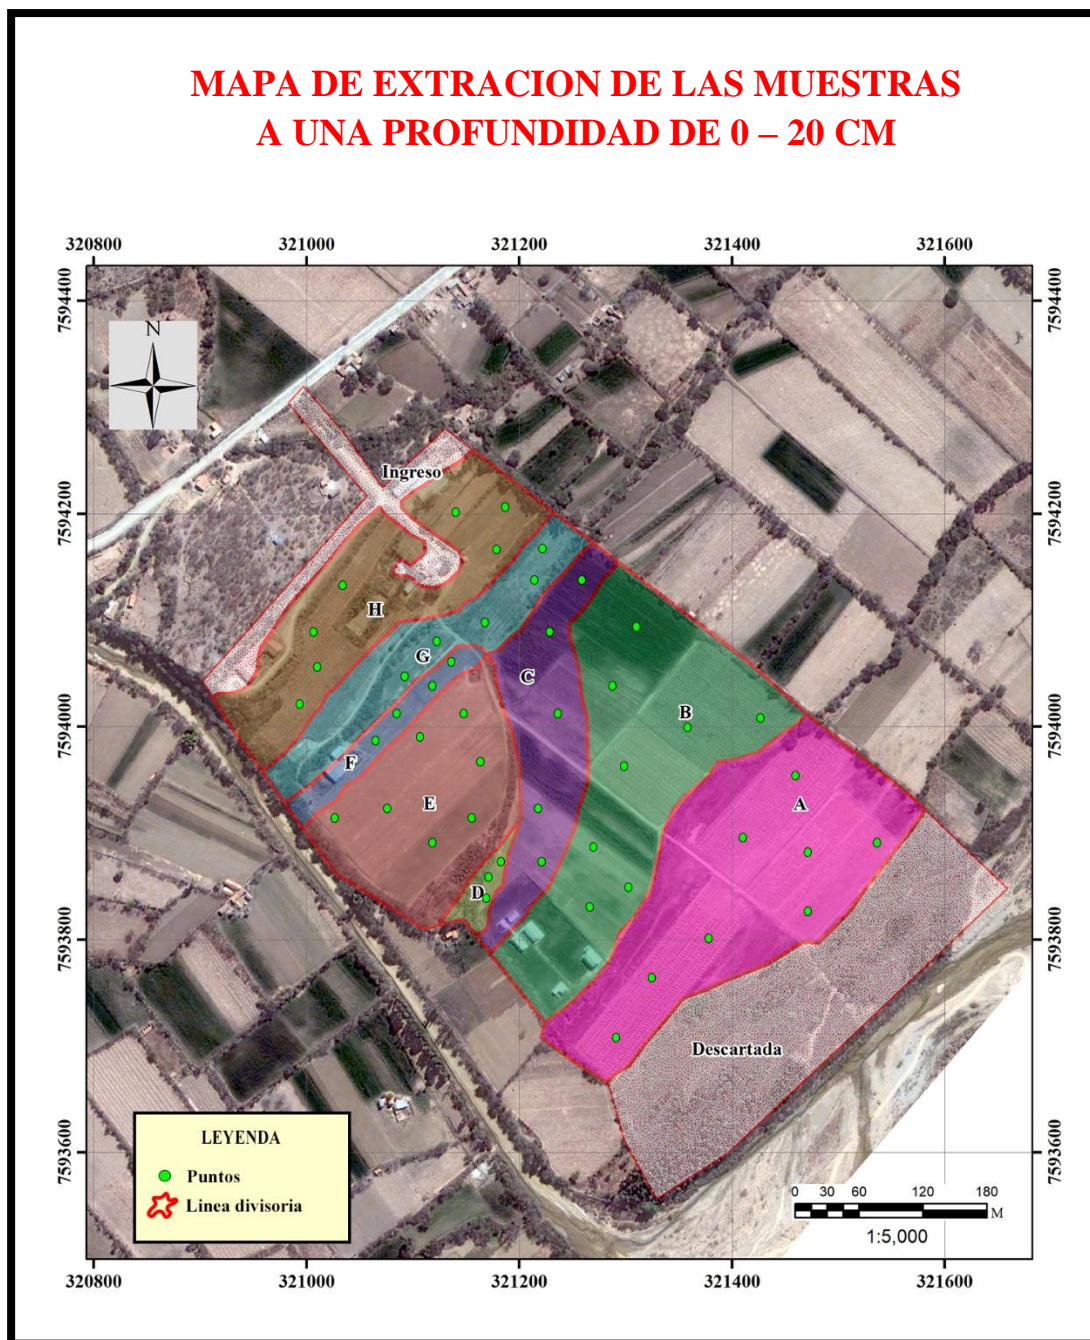 MAPA DE EXTRACION DE LAS MUESTRAS
A UNA PROFUNDIDAD DE 0 – 20 CM
320800 321000 321200 321400 321600
7594400 7594400
N
Ingreso
7594200 7594200
H
G
C
B
7594000 7594000
F
E
A
D
7593800 7593800
Descartada
LEYENDA
Puntos
Linea divisoria
7593600 7593600
0 30 60 120 180
M
1:5,000
320800 321000 321200 321400 321600